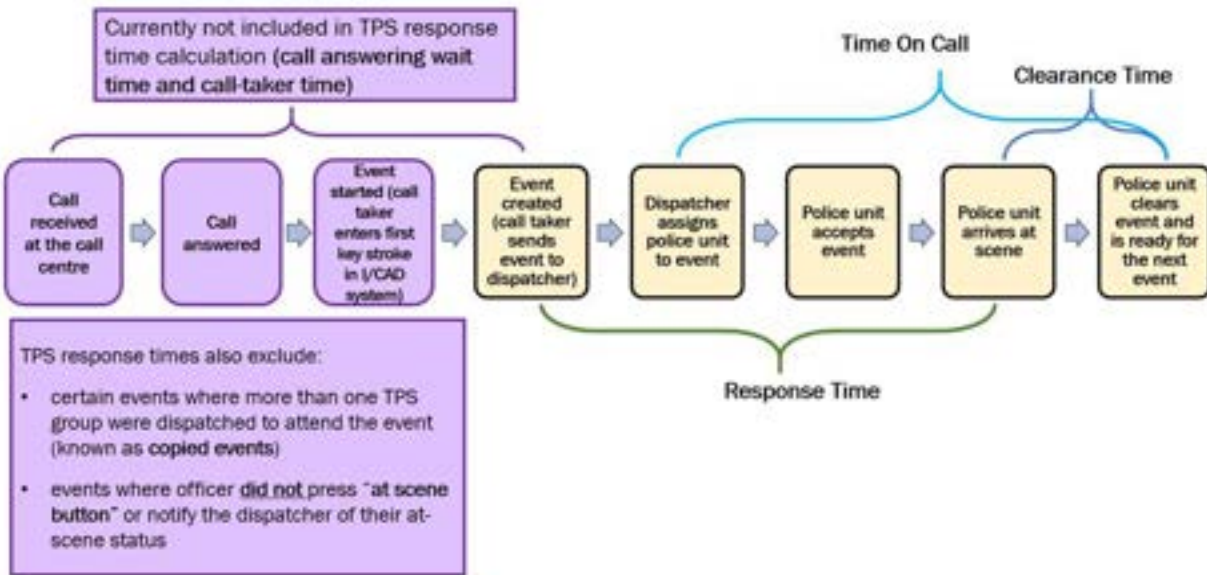 Currently not included in TPS response
time calculation (call answering wait
time and call-taker time)
Time On Call
Clearance Time
Call
received
at the call
centre
Call
answered
Event
started (call
taker
enters first
key stroke
in I/CAD
system)
Event
created
(call taker
sends
event to
dispatcher)
Dispatcher
assigns
police unit
to event
Police unit
accepts
event
Police unit
arrives at
scene
Police unit
clears
event and
is ready for
the next
event
Response Time
TPS response times also exclude:
• certain events where more than one TPS
group were dispatched to attend the event
(known as copied events)
• events where officer did not press "at scene
button" or notify the dispatcher of their at-
scene status